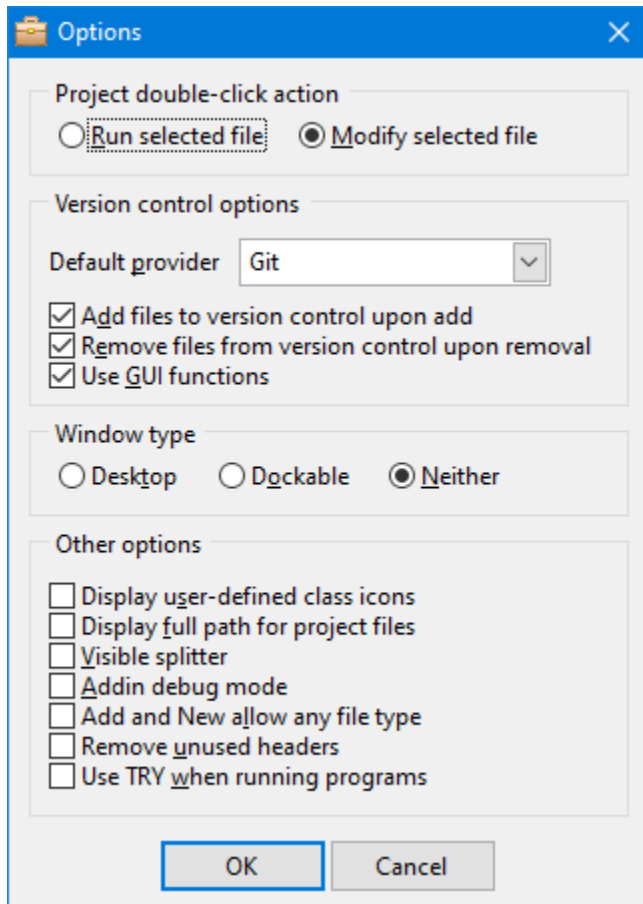 Options
Project double-click action
Run selected file Modify selected file
Version control options
Default provider Git
Add files to version control upon add
Remove files from version control upon removal
Use GUI functions
Window type
Desktop Dockable Neither
Other options
Display user-defined class icons
Display full path for project files
Visible splitter
Addin debug mode
Add and New allow any file type
Remove unused headers
Use TRY when running programs
OK Cancel